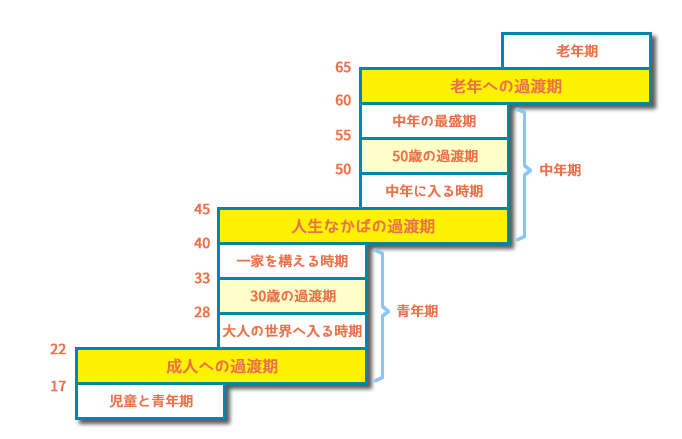 老年期
65
老年への過渡期
60
中年の最盛期
55
50歳の過渡期
中年期
50
中年に入る時期
45
人生なかばの過渡期
40
一家を構える時期
33
30歳の過渡期
青年期
28
大人の世界へ入る時期
22
成人への過渡期
17
児童と青年期